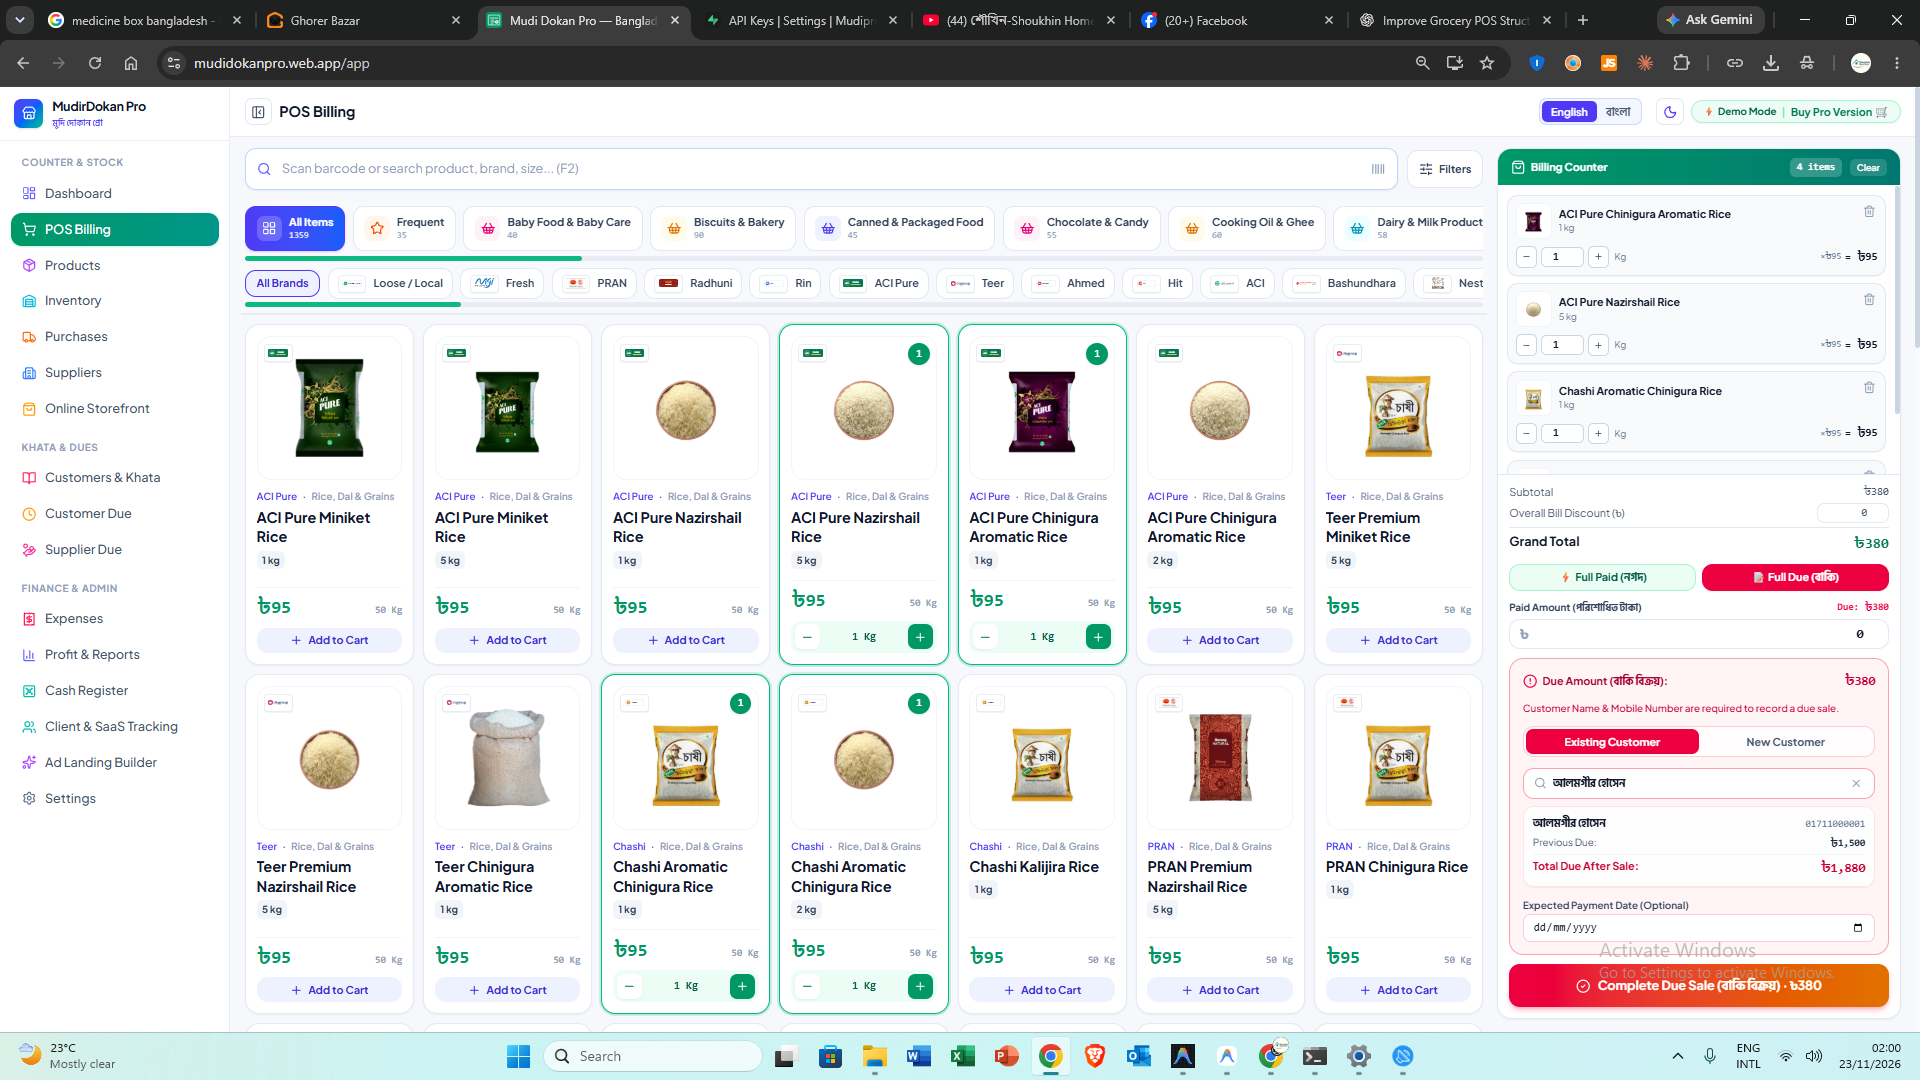 medicine box bangladesh -
Ghorer Bazar
Mudi Dokan Pro — Banglad
API Keys | Settings | Mudipr
(44) শৌখিন-Shoukhin Hom
(20+) Facebook
Improve Grocery POS Struct
Ask Gemini
mudidokanpro.web.app/app
MudirDokan Pro
মুদি দোকান প্রো
POS Billing
English
বাংলা
Demo Mode | Buy Pro Version
COUNTER & STOCK
Dashboard
POS Billing
Products
Inventory
Purchases
Suppliers
Online Storefront
KHATA & DUES
Customers & Khata
Customer Due
Supplier Due
FINANCE & ADMIN
Expenses
Profit & Reports
Cash Register
Client & SaaS Tracking
Ad Landing Builder
Settings
Scan barcode or search product, brand, size... (F2)
Filters
All Items
1359
Frequent
35
Baby Food & Baby Care
40
Biscuits & Bakery
90
Canned & Packaged Food
45
Chocolate & Candy
55
Cooking Oil & Ghee
60
Dairy & Milk Product
58
All Brands
Loose / Local
Fresh
PRAN
Radhuni
Rin
ACI Pure
Teer
Ahmed
Hit
ACI
Bashundhara
Nest
1
1
ACI Pure · Rice, Dal & Grains
ACI Pure Miniket Rice
1 kg
৳95
50 Kg
+ Add to Cart
ACI Pure · Rice, Dal & Grains
ACI Pure Miniket Rice
5 kg
৳95
50 Kg
+ Add to Cart
ACI Pure · Rice, Dal & Grains
ACI Pure Nazirshail Rice
1 kg
৳95
50 Kg
+ Add to Cart
ACI Pure · Rice, Dal & Grains
ACI Pure Nazirshail Rice
5 kg
৳95
50 Kg
− 1 Kg +
ACI Pure · Rice, Dal & Grains
ACI Pure Chinigura Aromatic Rice
1 kg
৳95
50 Kg
− 1 Kg +
ACI Pure · Rice, Dal & Grains
ACI Pure Chinigura Aromatic Rice
2 kg
৳95
50 Kg
+ Add to Cart
Teer · Rice, Dal & Grains
Teer Premium Miniket Rice
5 kg
৳95
50 Kg
+ Add to Cart
1
1
Teer · Rice, Dal & Grains
Teer Premium Nazirshail Rice
5 kg
৳95
50 Kg
+ Add to Cart
Teer · Rice, Dal & Grains
Teer Chinigura Aromatic Rice
1 kg
৳95
50 Kg
+ Add to Cart
Chashi · Rice, Dal & Grains
Chashi Aromatic Chinigura Rice
1 kg
৳95
50 Kg
− 1 Kg +
Chashi · Rice, Dal & Grains
Chashi Aromatic Chinigura Rice
2 kg
৳95
50 Kg
− 1 Kg +
Chashi · Rice, Dal & Grains
Chashi Kalijira Rice
1 kg
৳95
50 Kg
+ Add to Cart
PRAN · Rice, Dal & Grains
PRAN Premium Nazirshail Rice
5 kg
৳95
50 Kg
+ Add to Cart
PRAN · Rice, Dal & Grains
PRAN Chinigura Rice
1 kg
৳95
50 Kg
+ Add to Cart
Billing Counter
4 items
Clear
ACI Pure Chinigura Aromatic Rice
1 kg
− 1 + Kg ×৳95 = ৳95
ACI Pure Nazirshail Rice
5 kg
− 1 + Kg ×৳95 = ৳95
Chashi Aromatic Chinigura Rice
1 kg
− 1 + Kg ×৳95 = ৳95
Subtotal ৳380
Overall Bill Discount (৳) 0
Grand Total ৳380
Full Paid (নগদ)
Full Due (বাকি)
Paid Amount (পরিশোধিত টাকা) Due: ৳380
৳ 0
Due Amount (বাকি বিক্রয়): ৳380
Customer Name & Mobile Number are required to record a due sale.
Existing Customer
New Customer
আলমগীর হোসেন
আলমগীর হোসেন 01711000001
Previous Due: ৳1,500
Total Due After Sale: ৳1,880
Expected Payment Date (Optional)
dd/mm/yyyy
Activate Windows
Go to Settings to activate Windows.
Complete Due Sale (বাকি বিক্রয়) · ৳380
23°C
Mostly clear
Search
ENG
INTL
02:00
23/11/2026